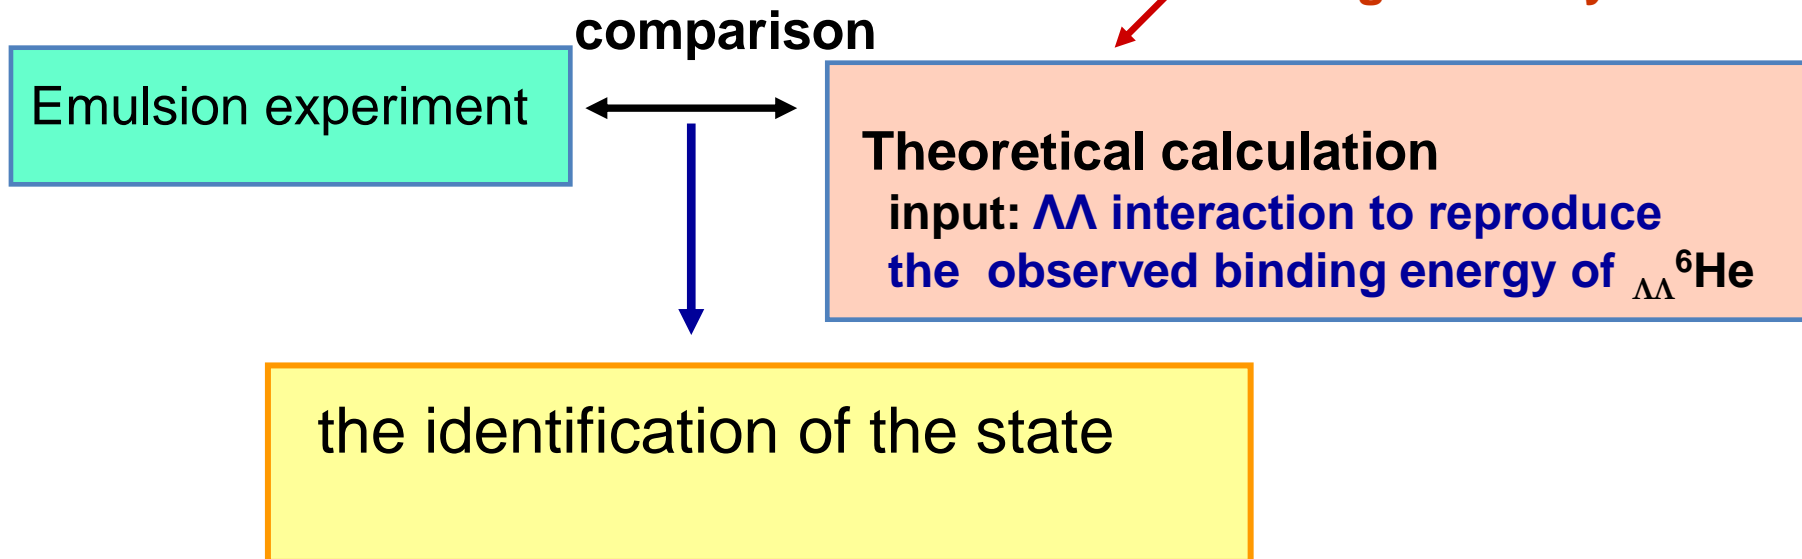 comparison
Emulsion experiment
Theoretical calculation
input: ΛΛ interaction to reproduce
the observed binding energy of ΛΛ⁶He
the identification of the state